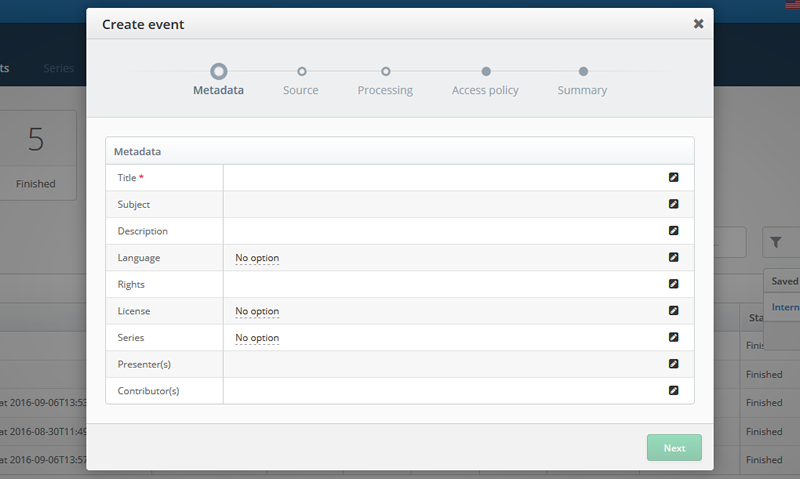 Create event
ts Series
Metadata Source Processing Access policy Summary
5
Finished
Metadata
Title *
Subject
Description
Language No option
Rights
License No option
Series No option
Presenter(s)
Contributor(s)
Next
Saved
Intern
Sta
Finis
Finished
at 2016-09-06T13:53 Finished
at 2016-08-30T11:49 Finished
at 2016-09-06T13:57 Finished